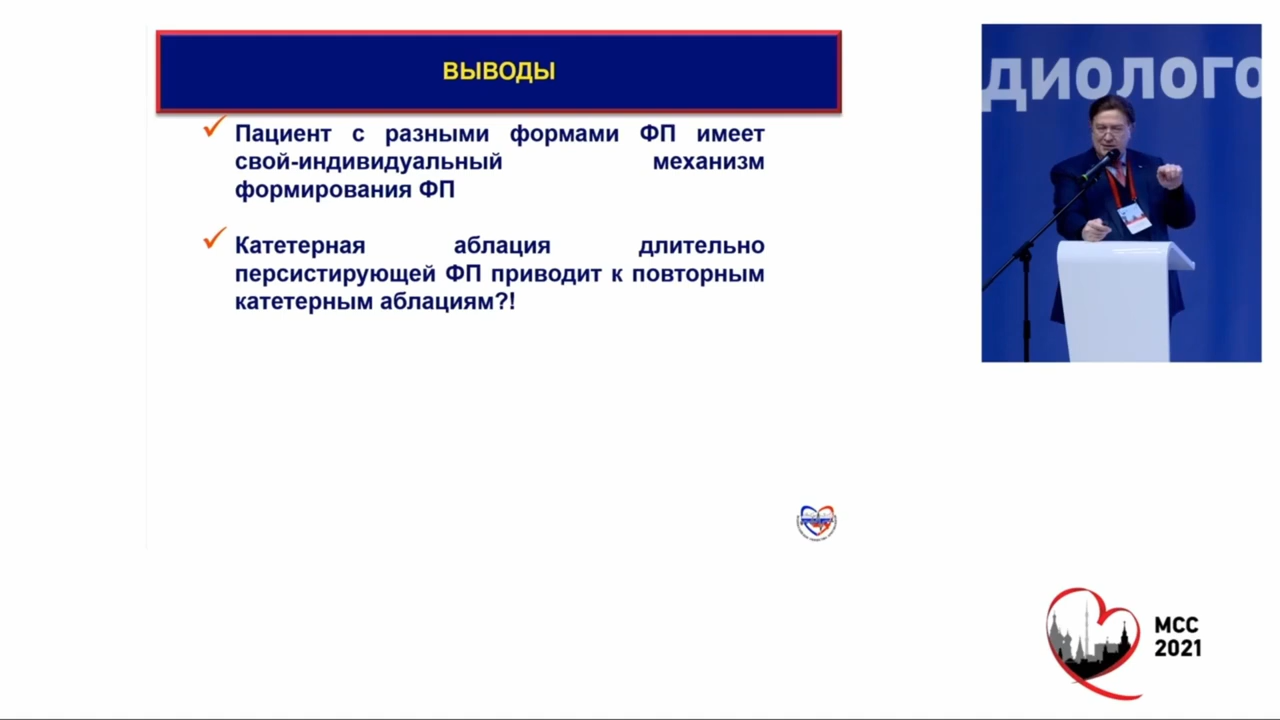 ВЫВОДЫ
Пациент с разными формами ФП имеет
свой-индивидуальный механизм
формирования ФП
Катетерная аблация длительно
персистирующей ФП приводит к повторным
катетерным аблациям?!
диолого
МСС
2021